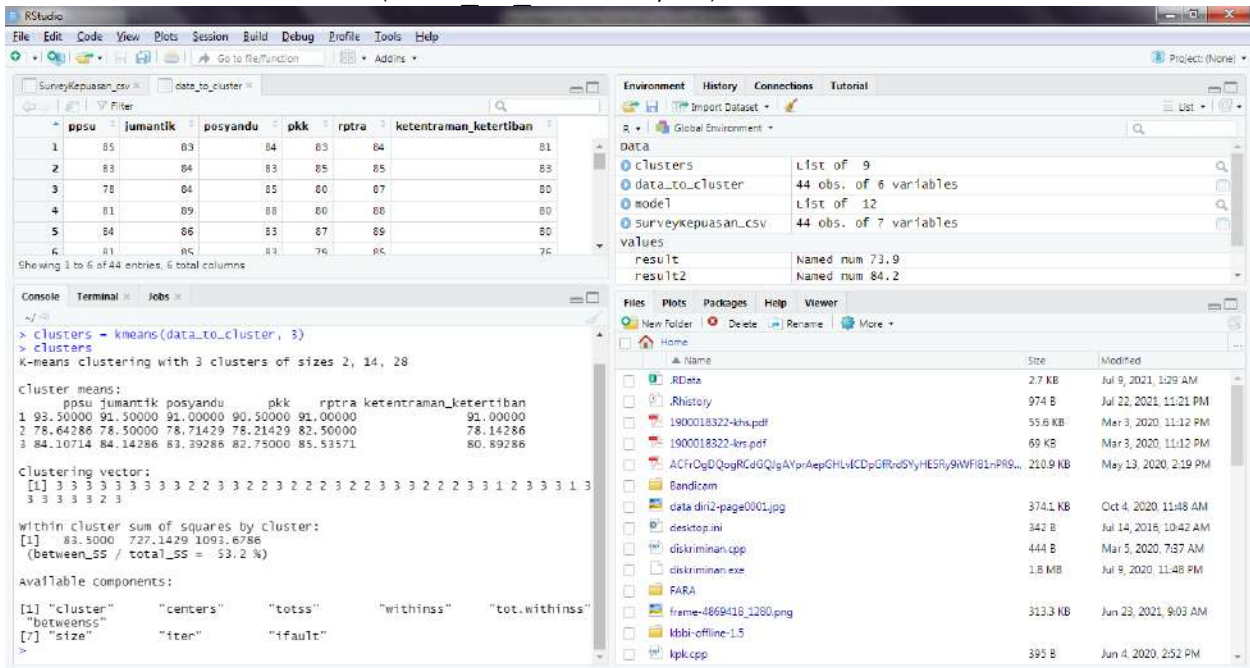 RStudio
File Edit Code View Plots Session Build Debug Profile Tools Help
Go to file/function Addins Project: (None)
SurveyKepuasan_csv data_to_cluster
Filter
ppsu jumantik posyandu pkk rptra ketentraman_ketertiban
1 85 83 84 83 84 81
2 83 84 83 85 85 83
3 78 84 85 80 87 80
4 81 89 88 80 88 80
5 84 86 83 87 89 80
6 81 85 83 79 85 76
Showing 1 to 6 of 44 entries, 6 total columns
Console Terminal Jobs
~/
> clusters = kmeans(data_to_cluster, 3)
> clusters
K-means clustering with 3 clusters of sizes 2, 14, 28
Cluster means:
ppsu jumantik posyandu pkk rptra ketentraman_ketertiban
1 93.50000 91.50000 91.00000 90.50000 91.00000 91.00000
2 78.64286 78.50000 78.71429 78.21429 82.50000 78.14286
3 84.10714 84.14286 83.39286 82.75000 85.53571 80.89286
Clustering vector:
[1] 3 3 3 3 3 3 3 3 3 2 2 3 3 2 2 3 2 2 2 3 2 2 3 3 2 2 2 3 3 1 2 3 3 3 1 3
3 3 3 3 3 2 3
Within cluster sum of squares by cluster:
[1] 83.5000 727.1429 1093.6786
(between_SS / total_SS = 53.2 %)
Available components:
[1] "cluster" "centers" "totss" "withinss" "tot.withinss"
"betweenss"
[7] "size" "iter" "ifault"
>
Environment History Connections Tutorial
Import Dataset List
R Global Environment
Data
clusters List of 9
data_to_cluster 44 obs. of 6 variables
model List of 12
SurveyKepuasan_csv 44 obs. of 7 variables
Values
result Named num 73.9
result2 Named num 84.2
Files Plots Packages Help Viewer
New Folder Delete Rename More
Home
Name Size Modified
.RData 2.7 KB Jul 9, 2021, 1:29 AM
.Rhistory 974 B Jul 22, 2021, 11:21 PM
1900018322-khs.pdf 55.6 KB Mar 3, 2020, 11:12 PM
1900018322-krs.pdf 69 KB Mar 3, 2020, 11:12 PM
210.9 KB May 13, 2020, 2:19 PM
Bandicam
data diri2-page0001.jpg 374.1 KB Oct 4, 2020, 11:48 AM
desktop.ini 342 B Jul 14, 2016, 10:42 AM
diskriminan.cpp 444 B Mar 5, 2020, 7:37 AM
diskriminan.exe 1.8 MB Jul 9, 2020, 11:48 PM
FARA
frame-4869418_1280.png 313.3 KB Jun 23, 2021, 9:03 AM
kbbi-offline-1.5
kpk.cpp 395 B Jun 4, 2020, 2:52 PM